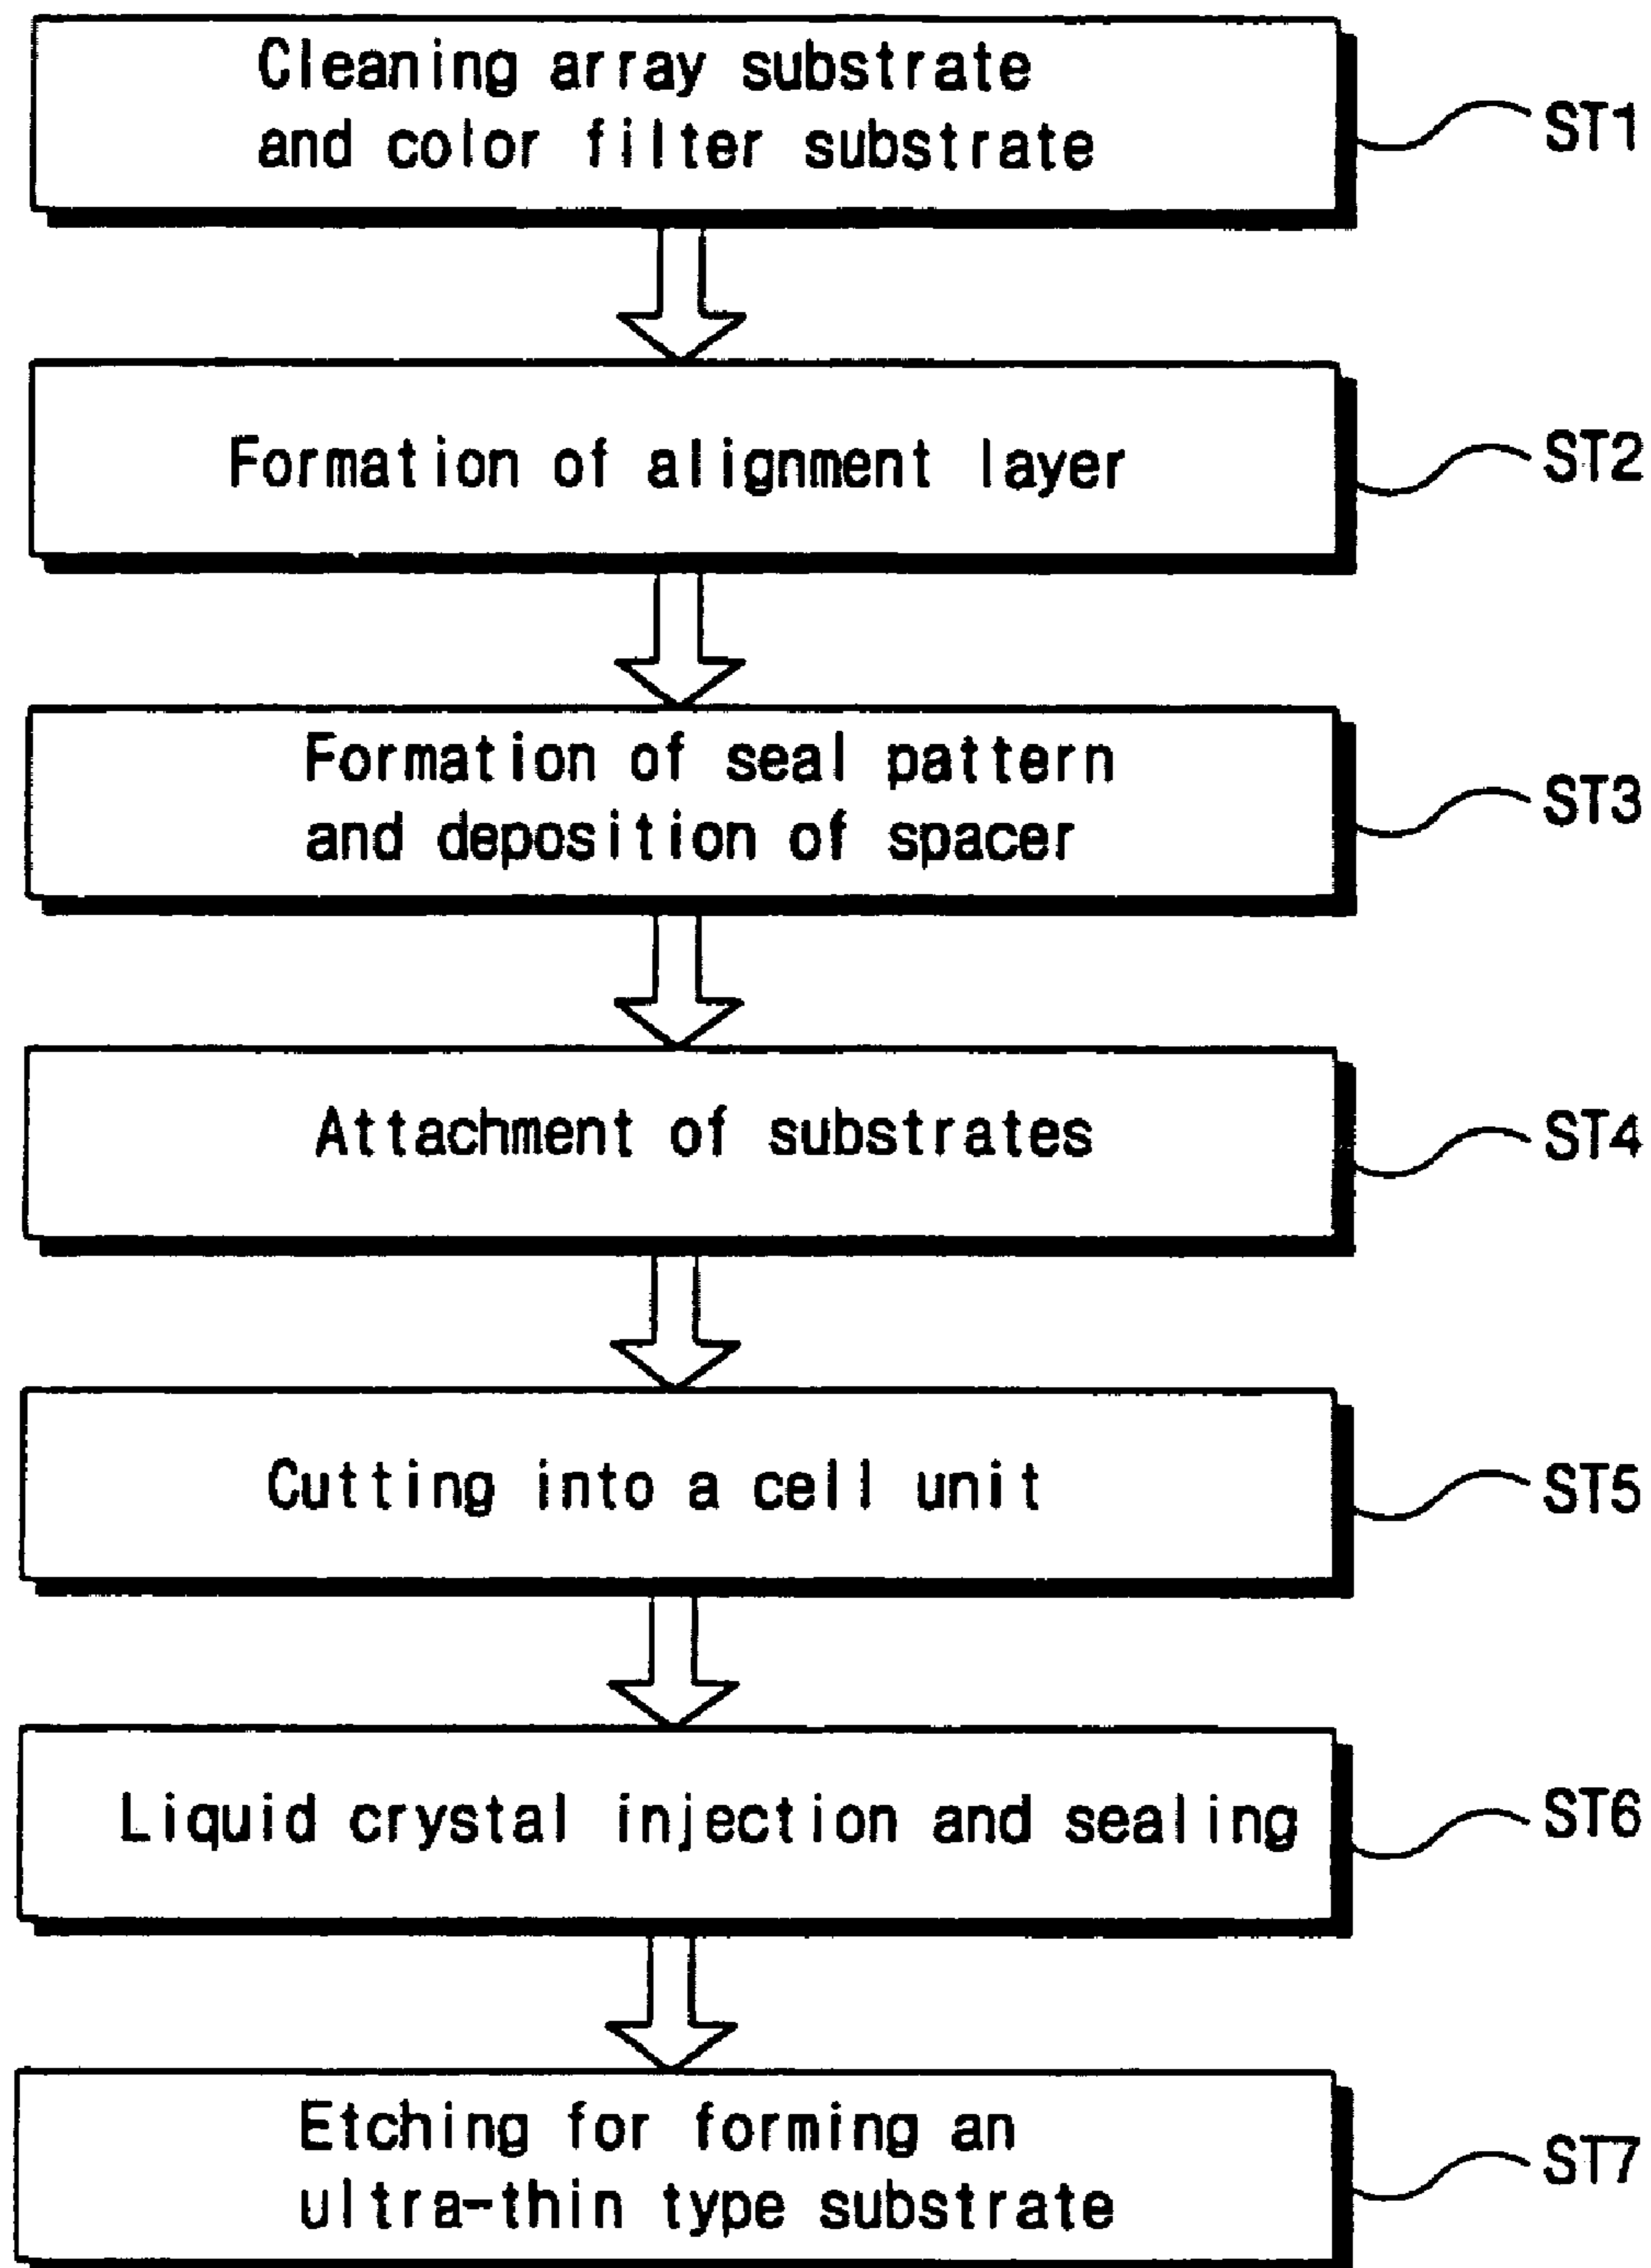 Cleaning array substrate
and color filter substrate
ST1
Formation of alignment layer
ST2
Formation of seal pattern
and deposition of spacer
ST3
Attachment of substrates
ST4
Cutting into a cell unit
ST5
Liquid crystal injection and sealing
ST6
Etching for forming an
ultra-thin type substrate
ST7